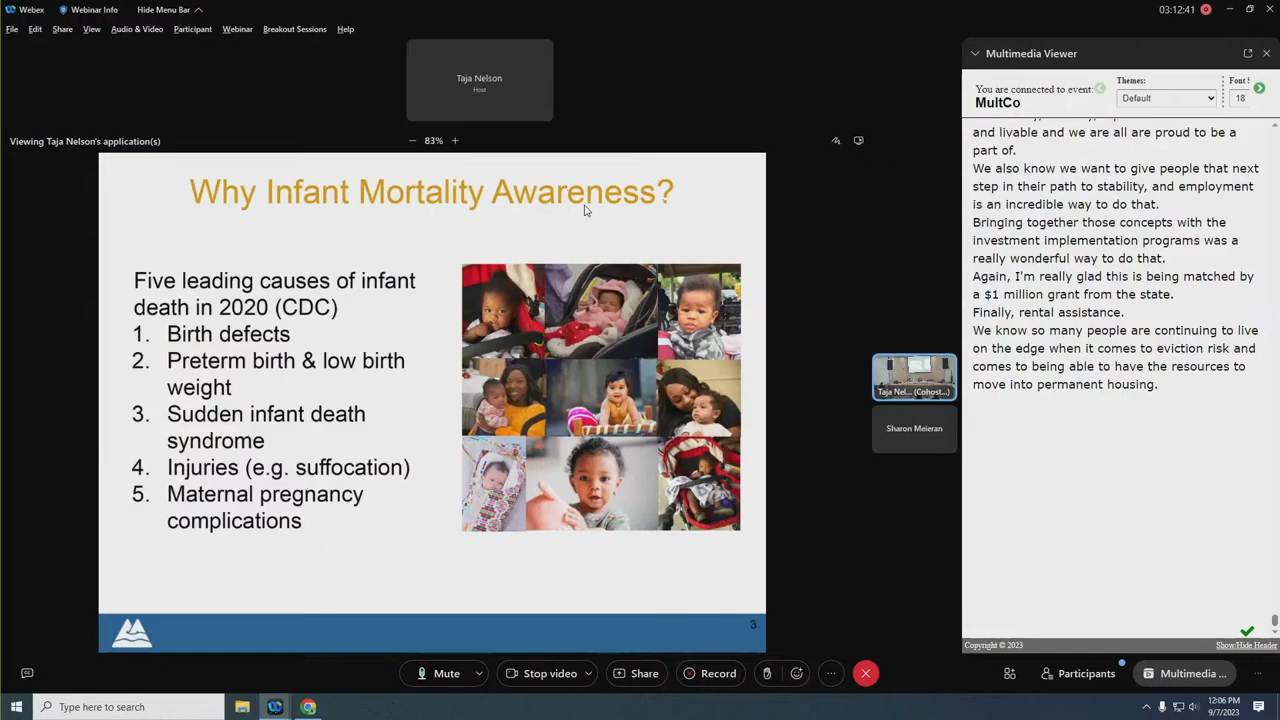 Webex
Webinar Info
Hide Menu Bar
03:12:41
File Edit Share View Audio & Video Participant Webinar Breakout Sessions Help
Taja Nelson
Host
Viewing Taja Nelson's application(s)
83%
Why Infant Mortality Awareness?
Five leading causes of infant
death in 2020 (CDC)
1. Birth defects
2. Preterm birth & low birth
weight
3. Sudden infant death
syndrome
4. Injuries (e.g. suffocation)
5. Maternal pregnancy
complications
3
Taja Nel... (Cohost...)
Sharon Meieran
Multimedia Viewer
You are connected to event:
MultCo
Themes:
Default
Font S
18
and livable and we are all are proud to be a
part of.
We also know we want to give people that next
step in their path to stability, and employment
is an incredible way to do that.
Bringing together those concepts with the
investment implementation programs was a
really wonderful way to do that.
Again, I'm really glad this is being matched by
a $1 million grant from the state.
Finally, rental assistance.
We know so many people are continuing to live
on the edge when it comes to eviction risk and
comes to being able to have the resources to
move into permanent housing.
Copyright © 2023
Show/Hide Header
Mute
Stop video
Share
Record
Participants
Multimedia ...
Type here to search
12:06 PM
9/7/2023